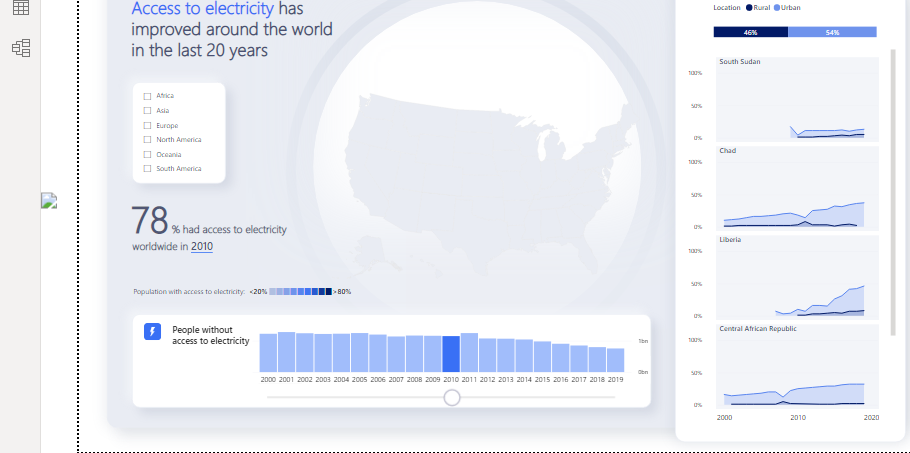 Access to electricity has
improved around the world
in the last 20 years
Africa
Asia
Europe
North America
Oceania
South America
78 % had access to electricity
worldwide in 2010
Population with access to electricity: <20% >80%
People without
access to electricity
1bn
0bn
2000 2001 2002 2003 2004 2005 2006 2007 2008 2009 2010 2011 2012 2013 2014 2015 2016 2017 2018 2019
Location Rural Urban
46% 54%
South Sudan
100%
50%
0%
Chad
100%
50%
0%
Liberia
100%
50%
0%
Central African Republic
100%
50%
0%
2000 2010 2020